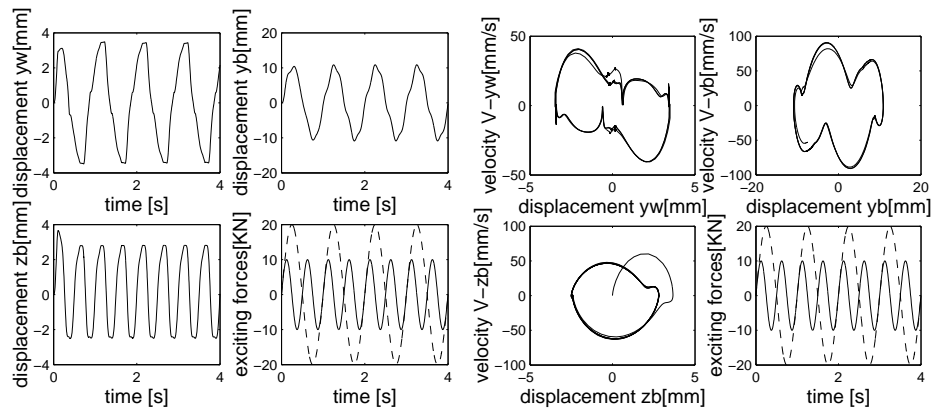 displacement yw[mm]
4
2
0
−2
−4
0 2 4
time [s]
displacement yb[mm]
20
10
0
−10
−20
0 2 4
time [s]
velocity V−yw[mm/s]
50
0
−50
−5 0 5
displacement yw[mm]
velocity V−yb[mm/s]
100
50
0
−50
−100
−20 0 20
displacement yb[mm]
displacement zb[mm]
4
2
0
−2
−4
0 2 4
time [s]
exciting forces[KN]
20
10
0
−10
−20
0 2 4
time [s]
velocity V−zb[mm/s]
100
50
0
−50
−100
−5 0 5
displacement zb[mm]
exciting forces[KN]
20
10
0
−10
−20
0 2 4
time [s]